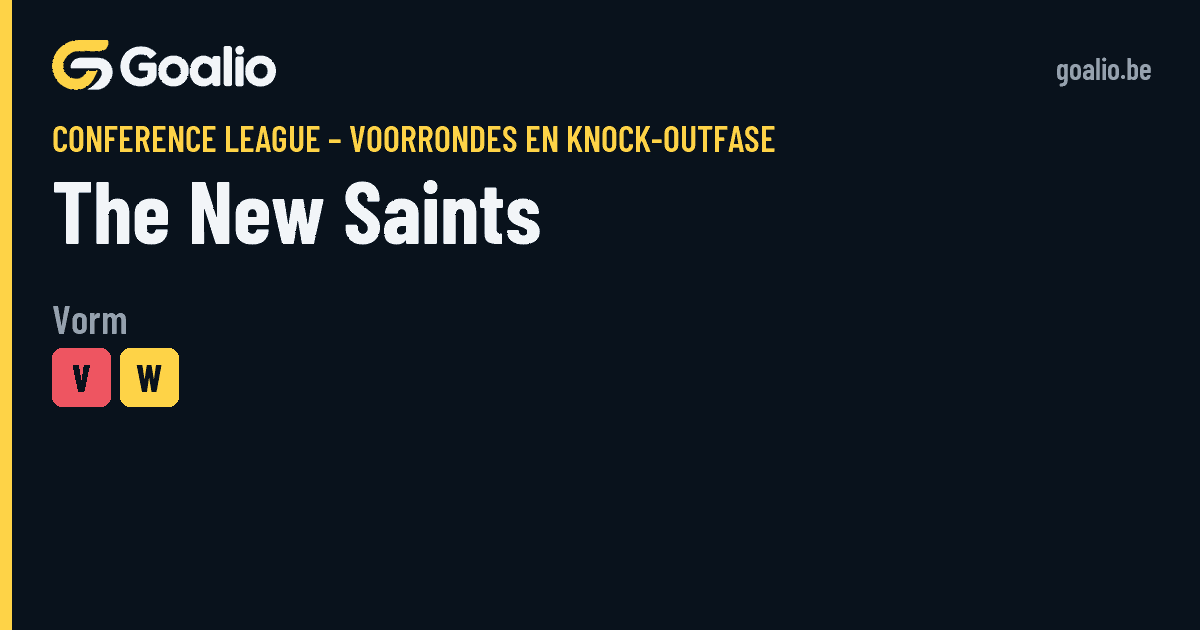 Goalio
goalio.be
CONFERENCE LEAGUE – VOORRONDES EN KNOCK-OUTFASE
The New Saints
Vorm
V W